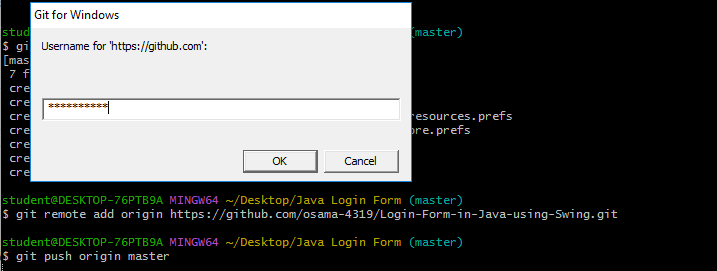 Git for Windows
Username for 'https://github.com':
**********
OK
Cancel
stud (master)
$ gi
[mas
7 f
cre
cre
cre esources.prefs
cre ore.prefs
cre
cre
cre
student@DESKTOP-76PTB9A MINGW64 ~/Desktop/Java Login Form (master)
$ git remote add origin https://github.com/osama-4319/Login-Form-in-Java-using-Swing.git
student@DESKTOP-76PTB9A MINGW64 ~/Desktop/Java Login Form (master)
$ git push origin master